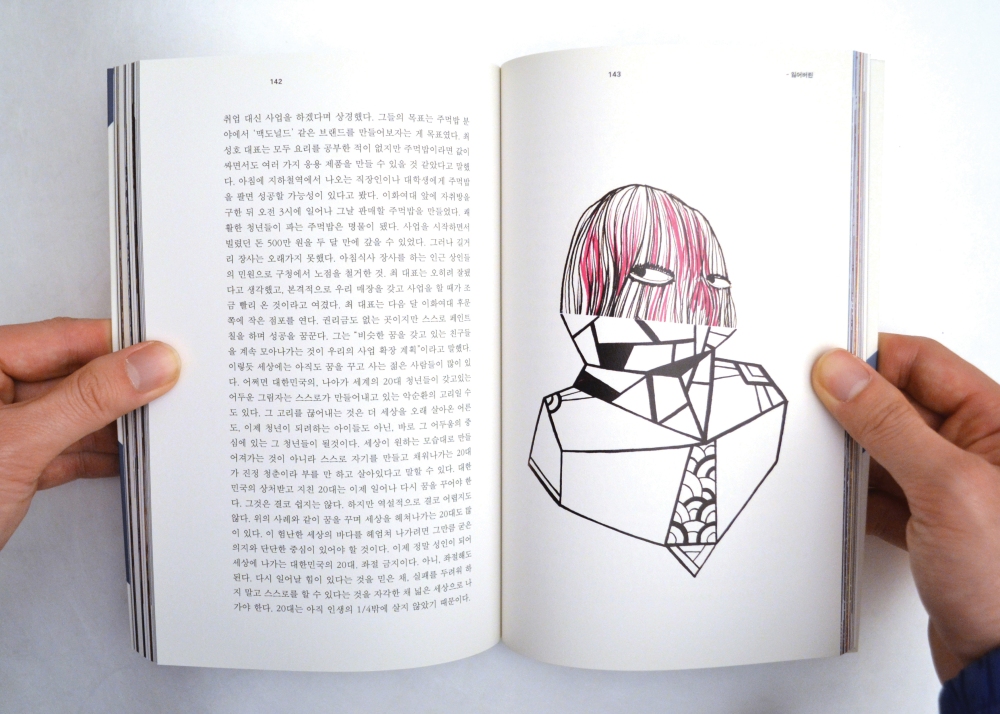 142
취업 대신 사업을 하겠다며 상경했다. 그들의 목표는 주먹밥 분
야에서 ‘맥도널드’ 같은 브랜드를 만들어보자는 게 목표였다. 최
성호 대표는 모두 요리를 공부한 적이 없지만 주먹밥이라면 값이
싸면서도 여러 가지 응용 제품을 만들 수 있을 것 같았다고 말했
다. 아침에 지하철역에서 나오는 직장인이나 대학생에게 주먹밥
을 팔면 성공할 가능성이 있다고 봤다. 이화여대 앞에 자취방을
구한 뒤 오전 3시에 일어나 그날 판매할 주먹밥을 만들었다. 쾌
활한 청년들이 파는 주먹밥은 명물이 됐다. 사업을 시작하면서
빌렸던 돈 500만 원을 두 달 만에 갚을 수 있었다. 그러나 길거
리 장사는 오래가지 못했다. 아침식사 장사를 하는 인근 상인들
의 민원으로 구청에서 노점을 철거한 것. 최 대표는 오히려 잘됐
다고 생각했고, 본격적으로 우리 매장을 갖고 사업을 할 때가 조
금 빨리 온 것이라고 여겼다. 최 대표는 다음 달 이화여대 후문
쪽에 작은 점포를 연다. 권리금도 없는 곳이지만 스스로 페인트
칠을 하며 성공을 꿈꾼다. 그는 “비슷한 꿈을 갖고 있는 친구들
을 계속 모아나가는 것이 우리의 사업 확장 계획”이라고 말했다.
이렇듯 세상에는 아직도 꿈을 꾸고 사는 젊은 사람들이 많이 있
다. 어쩌면 대한민국의, 나아가 세계의 20대 청년들이 갖고있는
어두운 그림자는 스스로가 만들어내고 있는 악순환의 고리일 수
도 있다. 그 고리를 끊어내는 것은 더 세상을 오래 살아온 어른
도, 이제 청년이 되려하는 아이들도 아닌, 바로 그 어두움의 중
심에 있는 그 청년들이 될것이다. 세상이 원하는 모습대로 만들
어져가는 것이 아니라 스스로 자기를 만들고 채워나가는 20대
가 진정 청춘이라 부를 만 하고 살아있다고 말할 수 있다. 대한
민국의 상처받고 지친 20대는 이제 일어나 다시 꿈을 꾸어야 한
다. 그것은 결코 쉽지는 않다. 하지만 역설적으로 결코 어렵지도
않다. 위의 사례와 같이 꿈을 꾸며 세상을 헤쳐나가는 20대도 많
이 있다. 이 험난한 세상의 바다를 헤엄쳐 나가려면 그만큼 굳은
의지와 단단한 중심이 있어야 할 것이다. 이제 정말 성인이 되어
세상에 나가는 대한민국의 20대. 좌절 금지이다. 아니, 좌절해도
된다. 다시 일어날 힘이 있다는 것을 믿은 채, 실패를 두려워 하
지 말고 스스로를 할 수 있다는 것을 자각한 채 넓은 세상으로 나
가야 한다. 20대는 아직 인생의 1/4밖에 살지 않았기 때문이다.
143
- 잃어버린